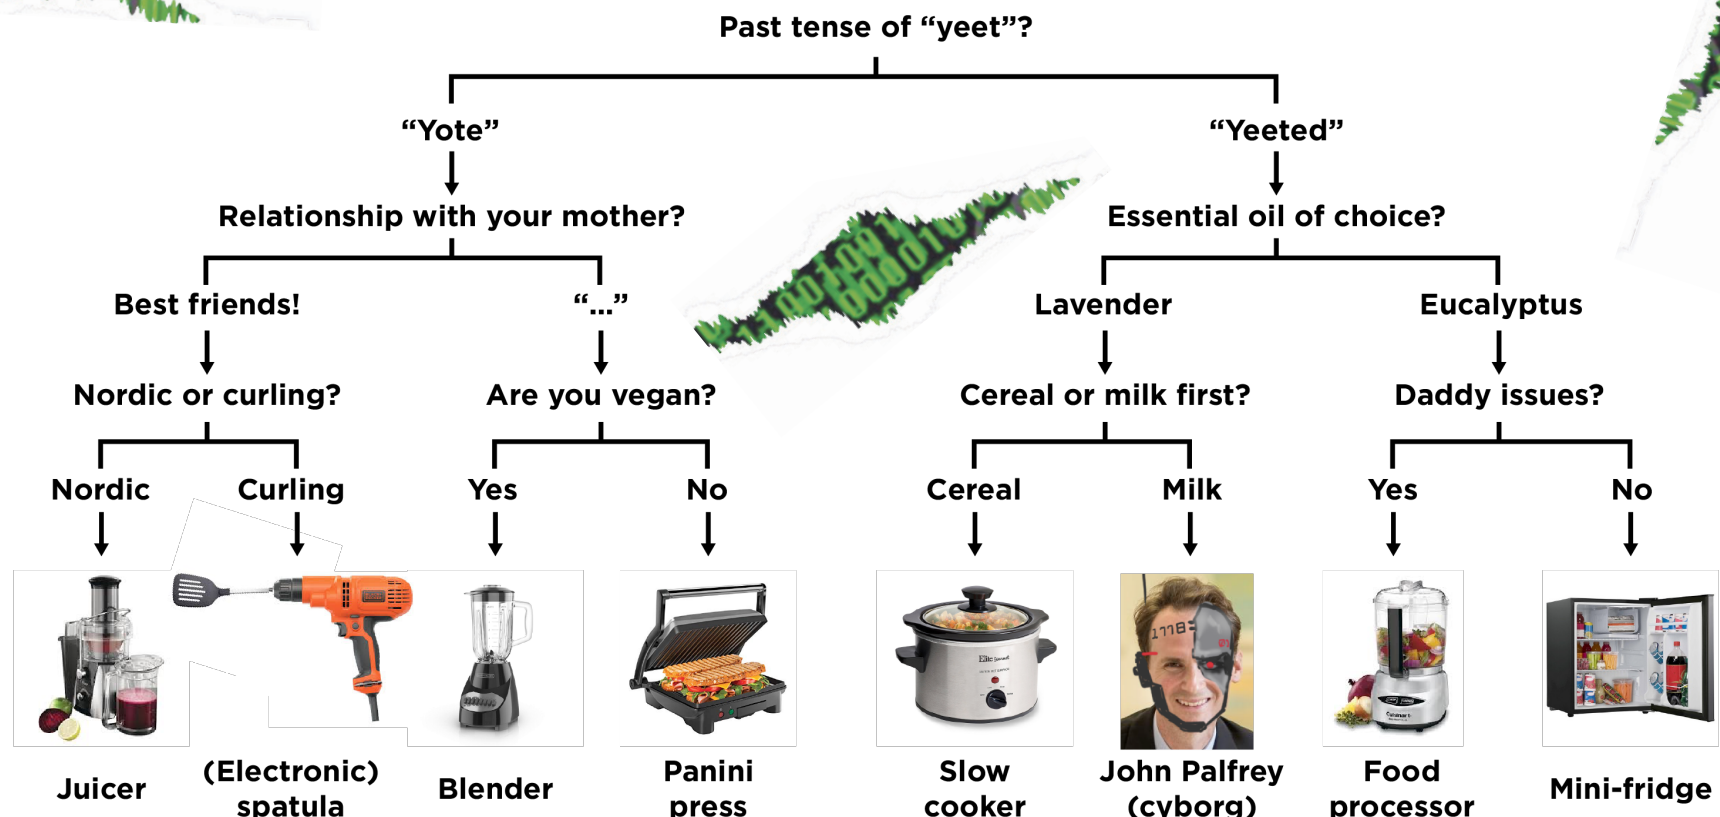 Past tense of “yeet”?
“Yote”
“Yeeted”
Relationship with your mother?
Essential oil of choice?
Best friends!
“...”
Lavender
Eucalyptus
Nordic or curling?
Are you vegan?
Cereal or milk first?
Daddy issues?
Nordic
Curling
Yes
No
Cereal
Milk
Yes
No
Juicer
(Electronic)
spatula
Blender
Panini
press
Slow
cooker
John Palfrey
(cyborg)
Food
processor
Mini-fridge